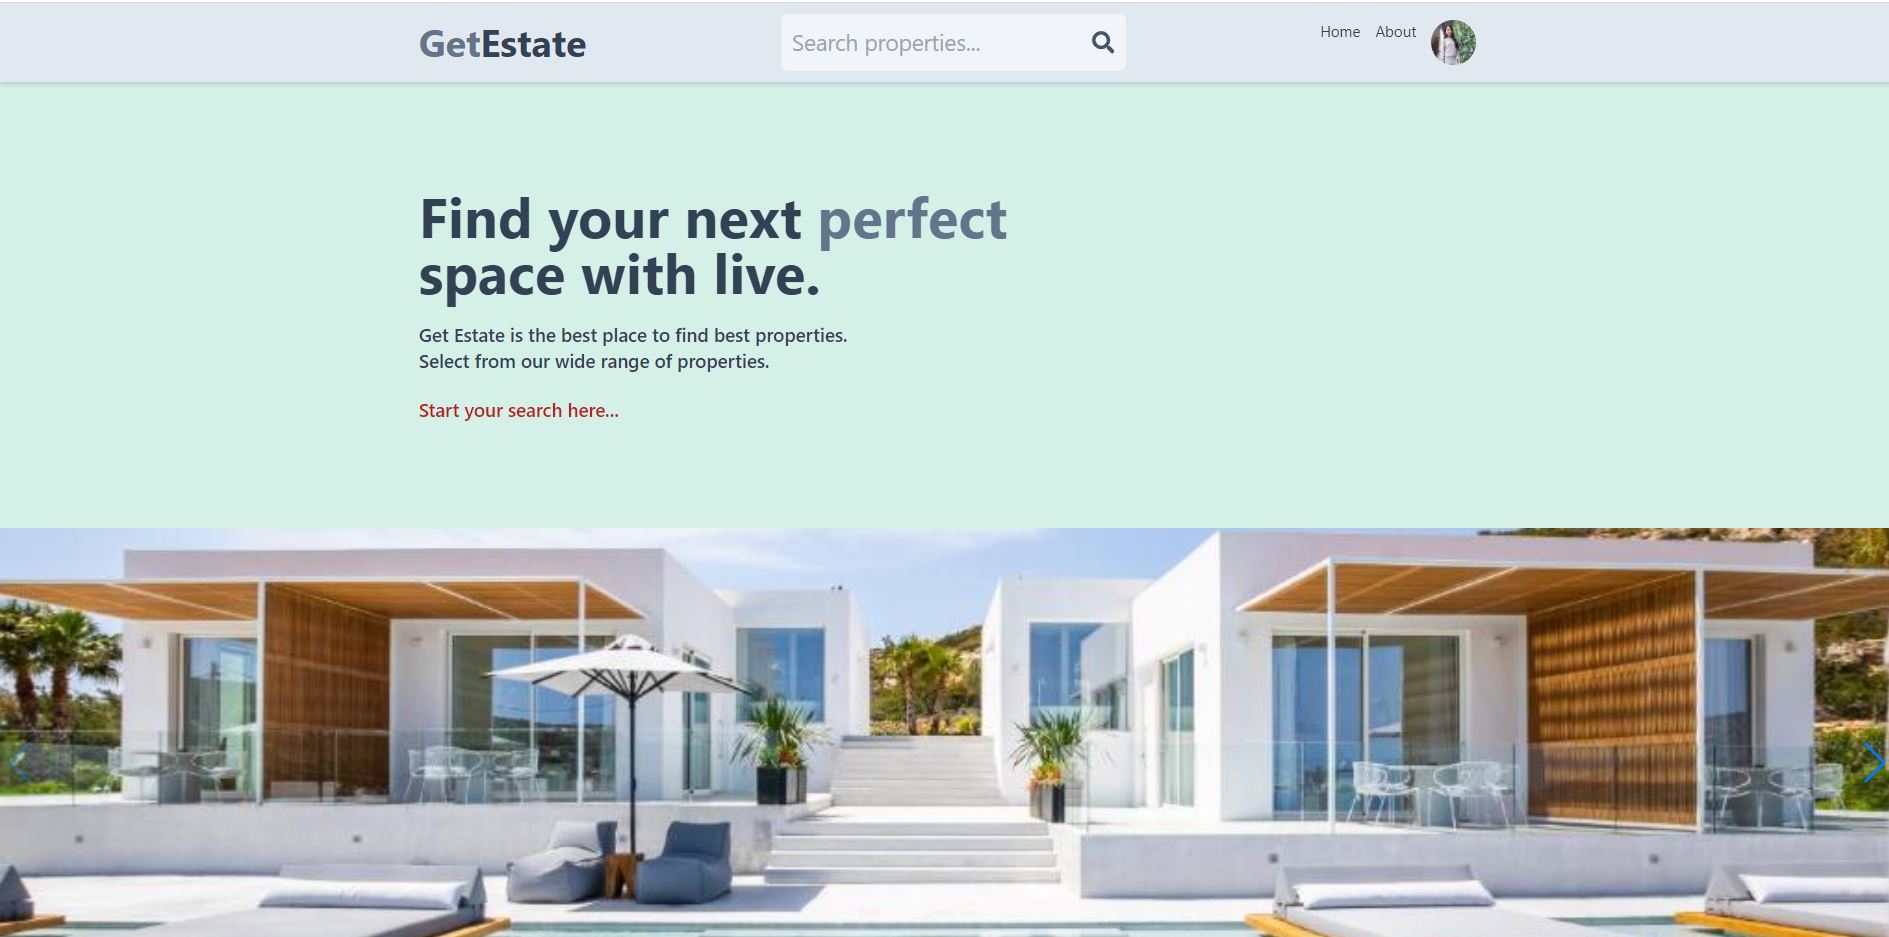 GetEstate
Search properties...
Home About
Find your next perfect
space with live.
Get Estate is the best place to find best properties.
Select from our wide range of properties.
Start your search here...